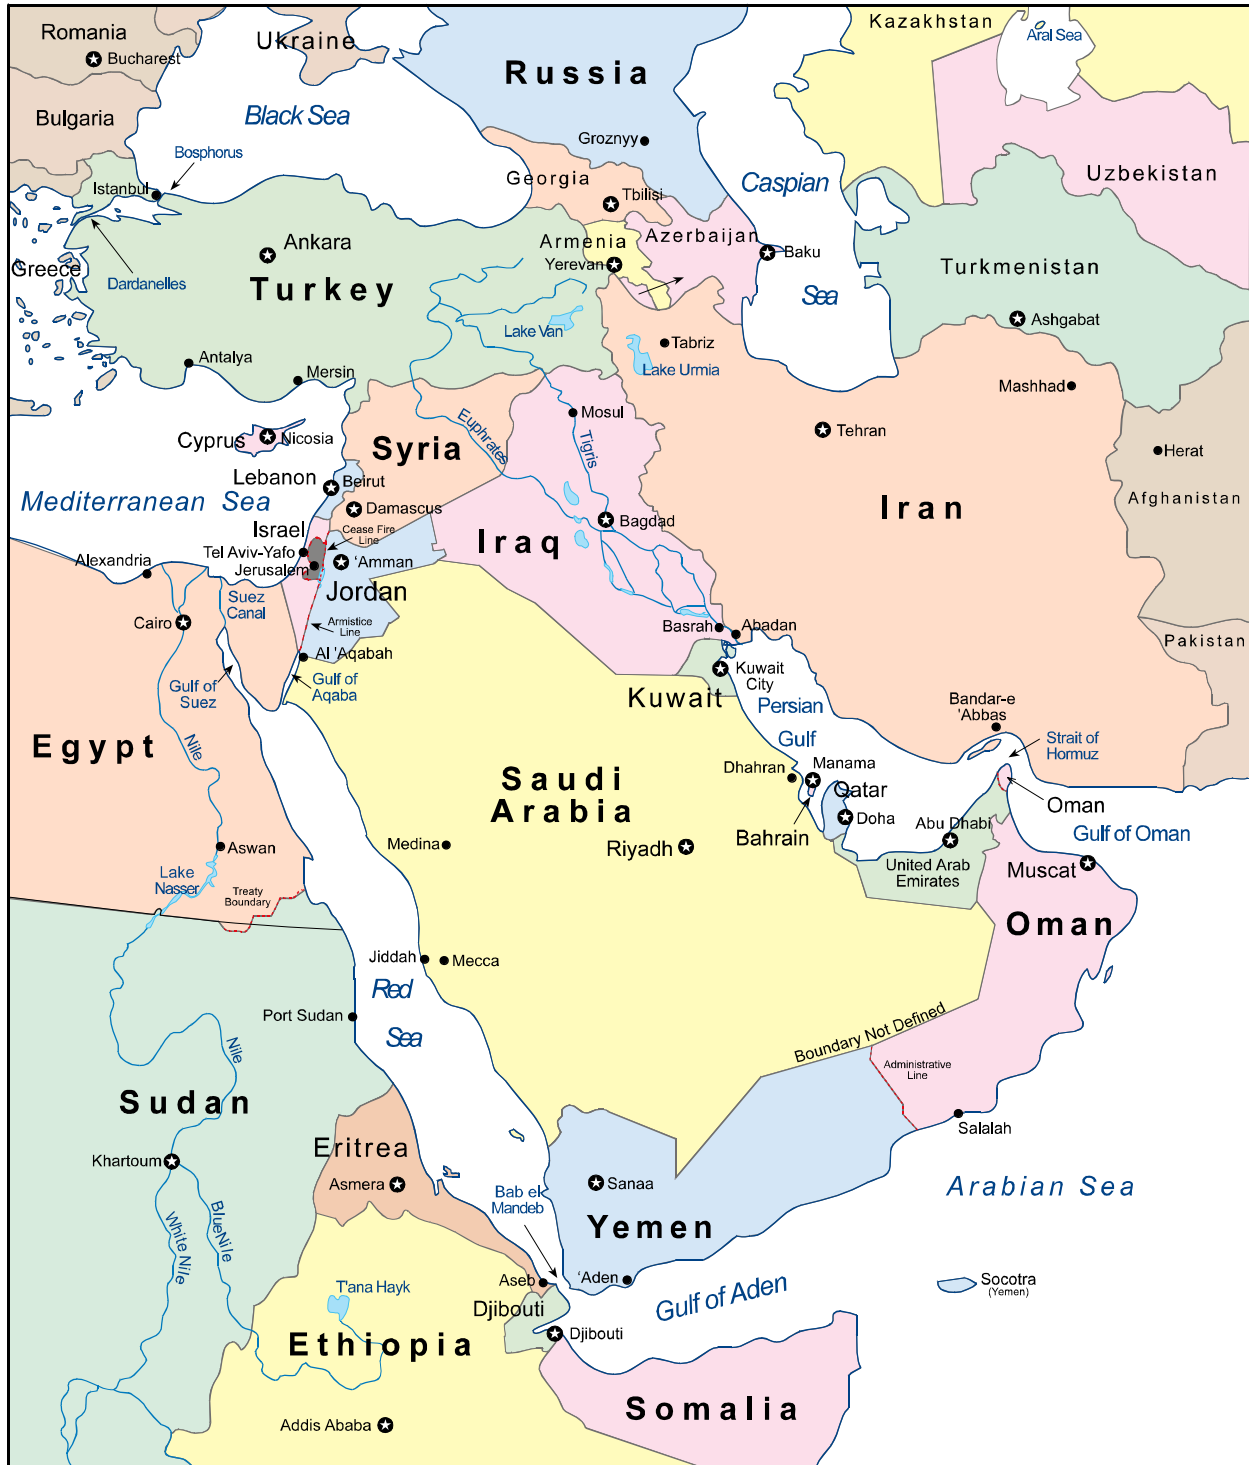 Romania
Bucharest
Ukraine
Kazakhstan
Aral Sea
Russia
Bulgaria
Black Sea
Groznyy
Bosphorus
Georgia
Caspian
Sea
Uzbekistan
Istanbul
Tbilisi
Ankara
Armenia
Azerbaijan
Yerevan
Baku
Turkmenistan
Greece
Dardanelles
Turkey
Ashgabat
Lake Van
Tabriz
Lake Urmia
Antalya
Mersin
Mashhad
Mosul
Tehran
Cyprus
Nicosia
Euphrates
Tigris
Syria
Herat
Lebanon
Beirut
Mediterranean Sea
Damascus
Afghanistan
Iran
Israel
Cease Fire
Line
Bagdad
Iraq
Tel Aviv-Yafo
Alexandria
Jerusalem
'Amman
Jordan
Suez
Canal
Cairo
Armistice
Line
Basrah
Abadan
Pakistan
Al 'Aqabah
Gulf of
Suez
Gulf of
Aqaba
Kuwait
City
Kuwait
Persian
Gulf
Bandar-e
'Abbas
Strait of
Hormuz
Egypt
Nile
Saudi
Arabia
Dhahran
Manama
Qatar
Oman
Doha
Abu Dhabi
Gulf of Oman
Bahrain
Medina
Riyadh
Aswan
United Arab
Emirates
Muscat
Lake
Nasser
Treaty
Boundary
Oman
Jiddah
Mecca
Red
Sea
Port Sudan
Boundary Not Defined
Nile
Administrative
Line
Sudan
Salalah
Eritrea
Khartoum
Asmera
Bab el
Mandeb
Sanaa
Arabian Sea
White Nile
BlueNile
Yemen
Aseb
'Aden
T'ana Hayk
Gulf of Aden
Socotra
(Yemen)
Djibouti
Djibouti
Ethiopia
Somalia
Addis Ababa